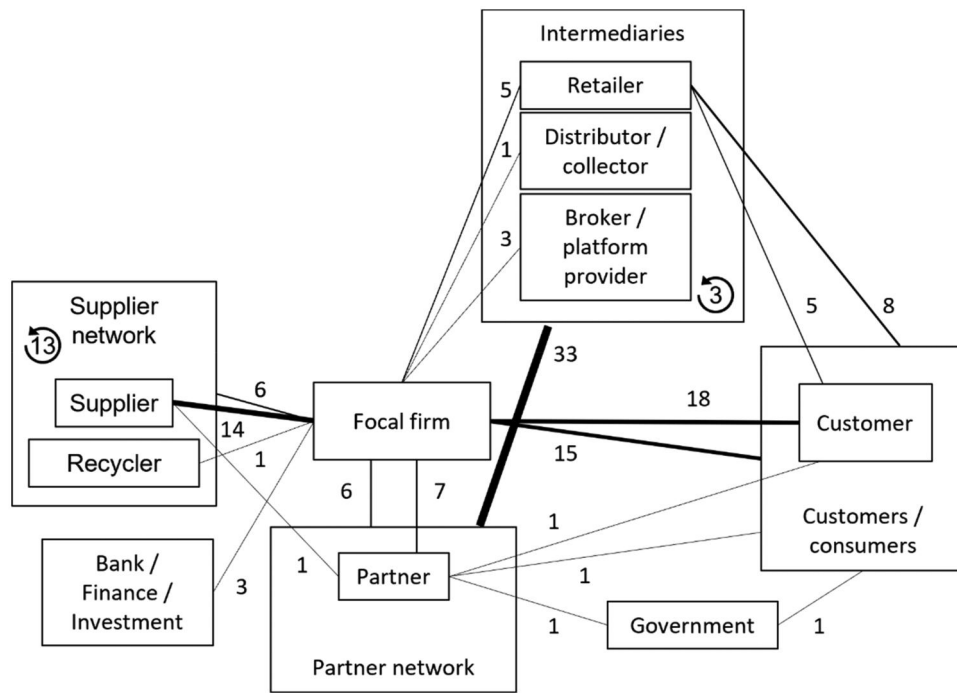 Intermediaries
Retailer
5
Distributor /
collector
1
Broker /
platform
provider
3
3
Supplier
network
13
Supplier
Recycler
6
14
1
Focal firm
33
5
8
18
15
Customer
Customers /
consumers
6
7
Bank /
Finance /
Investment
3
1
Partner
Partner network
1
1
1
Government
1